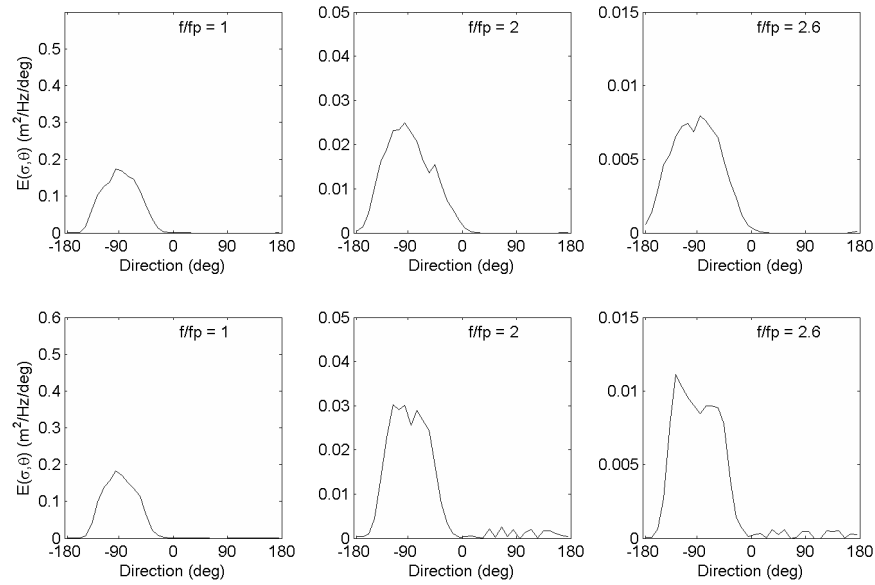 f/fp = 1
0.5
0.4
0.3
0.2
0.1
0
-180 -90 0 90 180
E(σ,θ) (m²/Hz/deg)
Direction (deg)
f/fp = 2
0.05
0.04
0.03
0.02
0.01
0
-180 -90 0 90 180
Direction (deg)
f/fp = 2.6
0.015
0.01
0.005
0
-180 -90 0 90 180
Direction (deg)
f/fp = 1
0.6
0.5
0.4
0.3
0.2
0.1
0
-180 -90 0 90 180
E(σ,θ) (m²/Hz/deg)
Direction (deg)
f/fp = 2
0.05
0.04
0.03
0.02
0.01
0
-180 -90 0 90 180
Direction (deg)
f/fp = 2.6
0.015
0.01
0.005
0
-180 -90 0 90 180
Direction (deg)